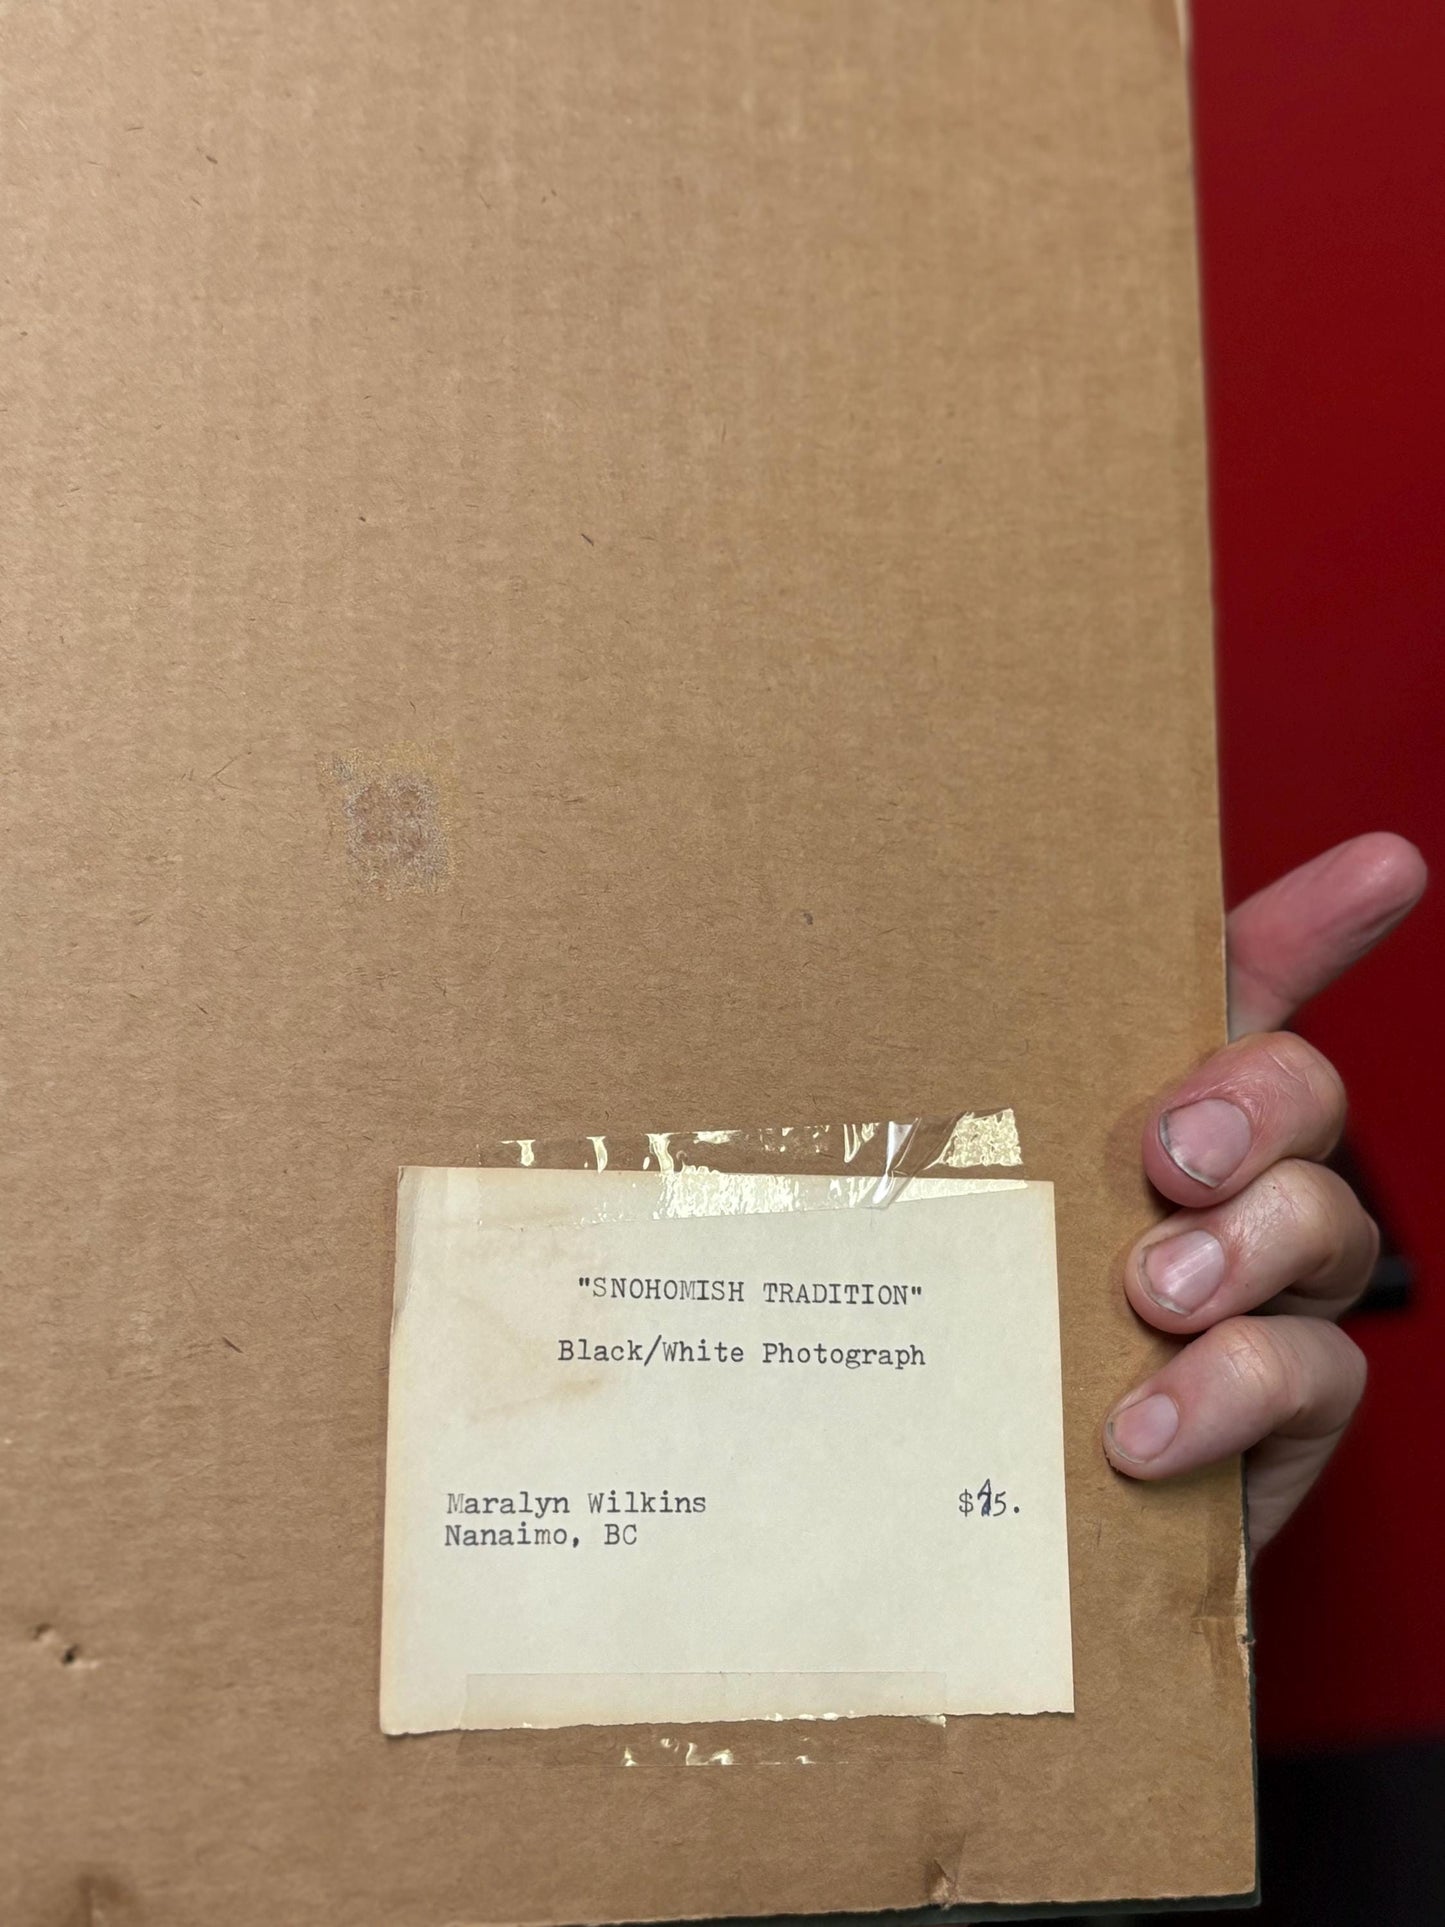 "SNOHOMISH TRADITION"
Black/White Photograph
Maralyn Wilkins
Nanaimo, BC